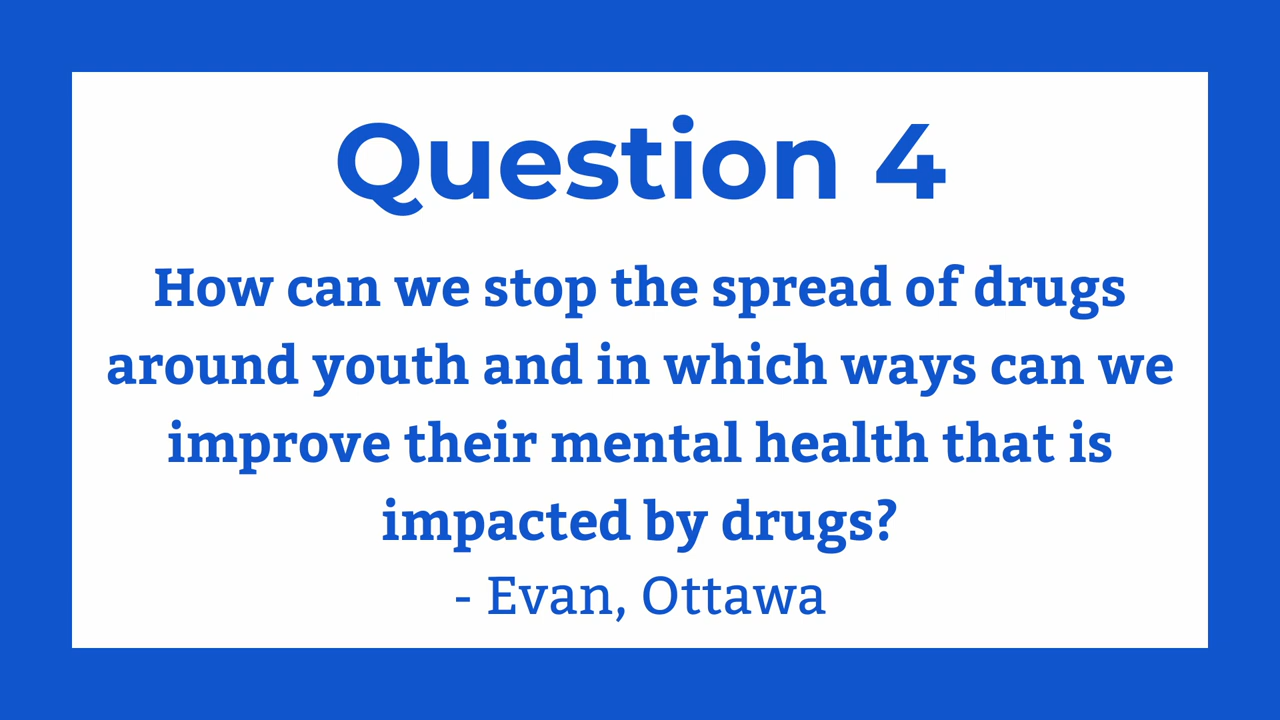 Question 4
How can we stop the spread of drugs
around youth and in which ways can we
improve their mental health that is
impacted by drugs?
- Evan, Ottawa